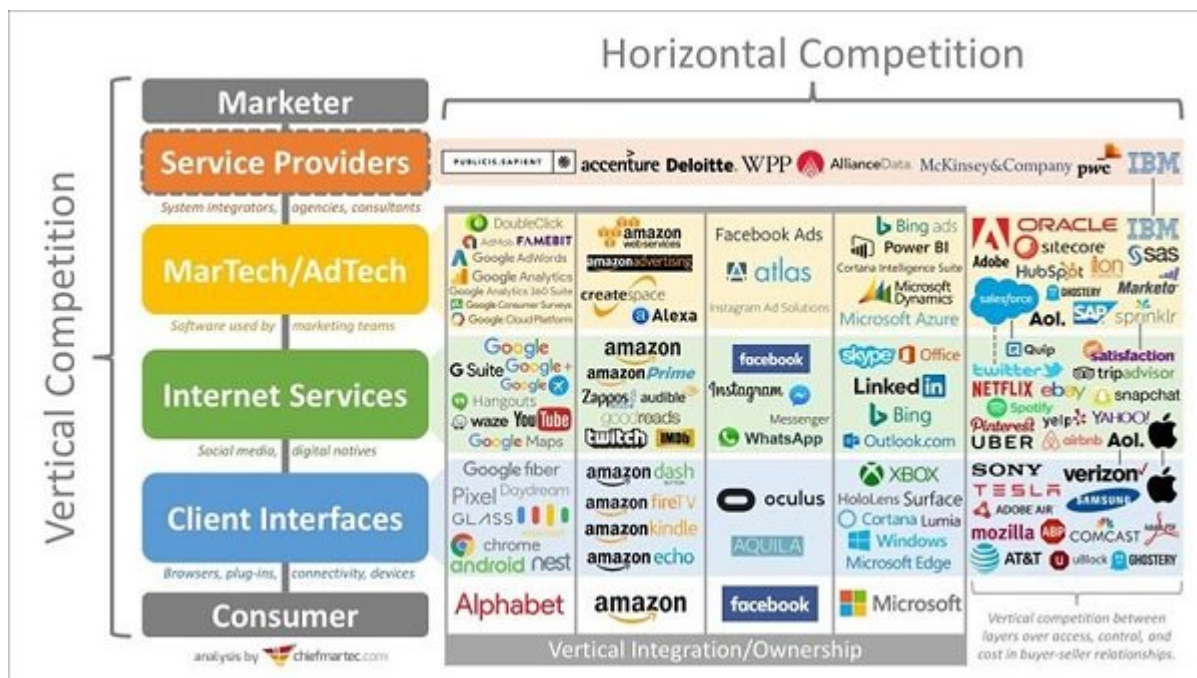 Horizontal Competition
Vertical Competition
Marketer
Service Providers
System integrators, agencies, consultants
PUBLICIS.SAPIENT accenture Deloitte. WPP AllianceData McKinsey&Company pwc IBM
MarTech/AdTech
Software used by marketing teams
DoubleClick
AdMob FAMEBIT
Google AdWords
Google Analytics
Google Analytics 360 Suite
Google Consumer Surveys
Google Cloud Platform
amazon
webservices
amazonadvertising
createspace
Alexa
Facebook Ads
atlas
Instagram Ad Solutions
Bing ads
Power BI
Cortana Intelligence Suite
Microsoft
Dynamics
Microsoft Azure
Adobe ORACLE IBM
sitecore sas
HubSpot ion
salesforce GHOSTERY Marketo
Aol. SAP sprinklr
Internet Services
Social media, digital natives
Google
G Suite Google+
Google
Hangouts
waze YouTube
Google Maps
amazon
amazonPrime
Zappos audible
goodreads
twitch IMDb
facebook
Instagram
Messenger
WhatsApp
skype Office
LinkedIn
Bing
Outlook.com
Quip satisfaction
twitter tripadvisor
NETFLIX ebay snapchat
Spotify
Pinterest yelp YAHOO!
UBER airbnb Aol.
Client Interfaces
Browsers, plug-ins, connectivity, devices
Google fiber
Pixel Daydream
GLASS
chrome
android nest
amazon dash
amazon fireTV
amazonkindle
amazon echo
oculus
AQUILA
XBOX
HoloLens Surface
Cortana Lumia
Windows
Microsoft Edge
SONY verizon
TESLA SAMSUNG
ADOBE AIR
mozilla ABP COMCAST
AT&T uBlock GHOSTERY
Consumer
Alphabet amazon facebook Microsoft
Vertical Integration/Ownership
Vertical competition between
layers over access, control, and
cost in buyer-seller relationships.
analysis by chiefmartec.com